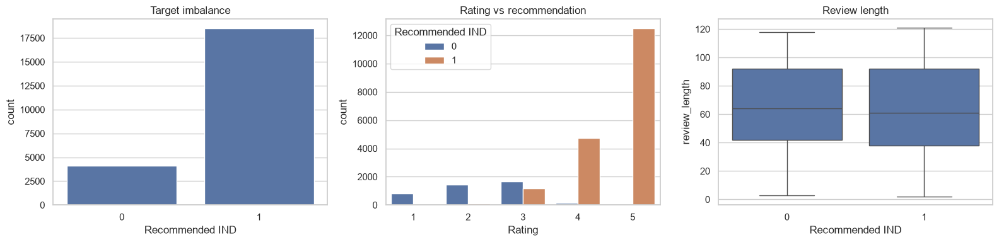 Target imbalance
17500
15000
12500
10000
7500
5000
2500
0
count
0 1
Recommended IND
Rating vs recommendation
Recommended IND
0
1
12000
10000
8000
6000
4000
2000
0
count
1 2 3 4 5
Rating
Review length
120
100
80
60
40
20
0
review_length
0 1
Recommended IND